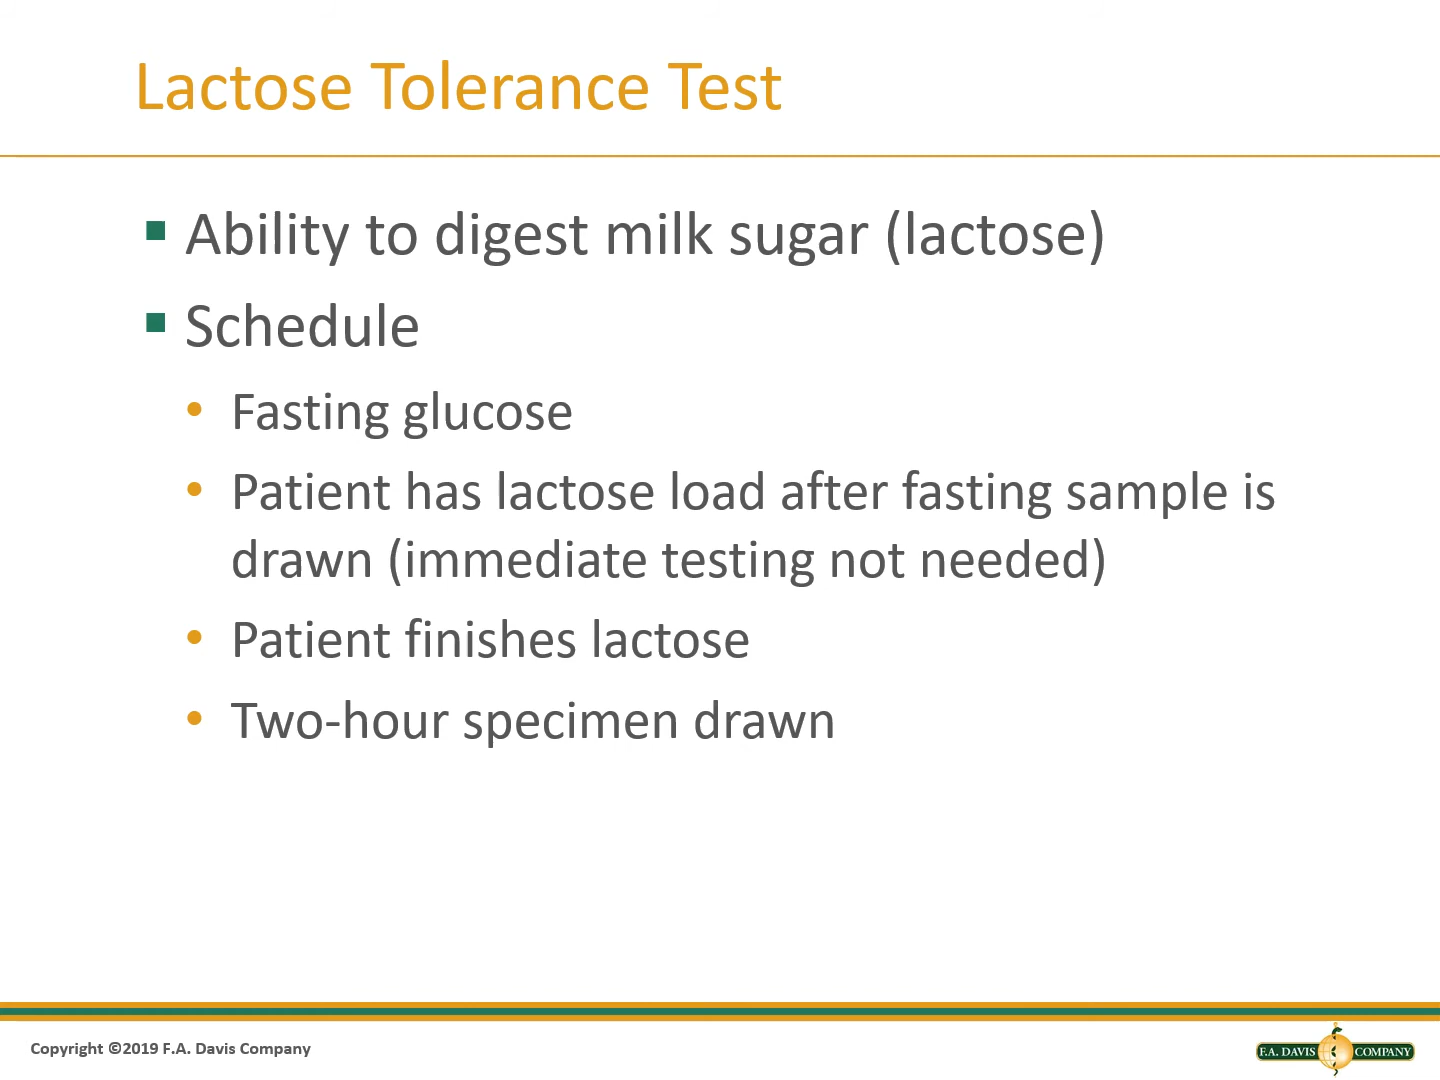 Lactose Tolerance Test
Ability to digest milk sugar (lactose)
Schedule
Fasting glucose
Patient has lactose load after fasting sample is
drawn (immediate testing not needed)
Patient finishes lactose
Two-hour specimen drawn
Copyright ©2019 F.A. Davis Company
F.A. DAVIS COMPANY